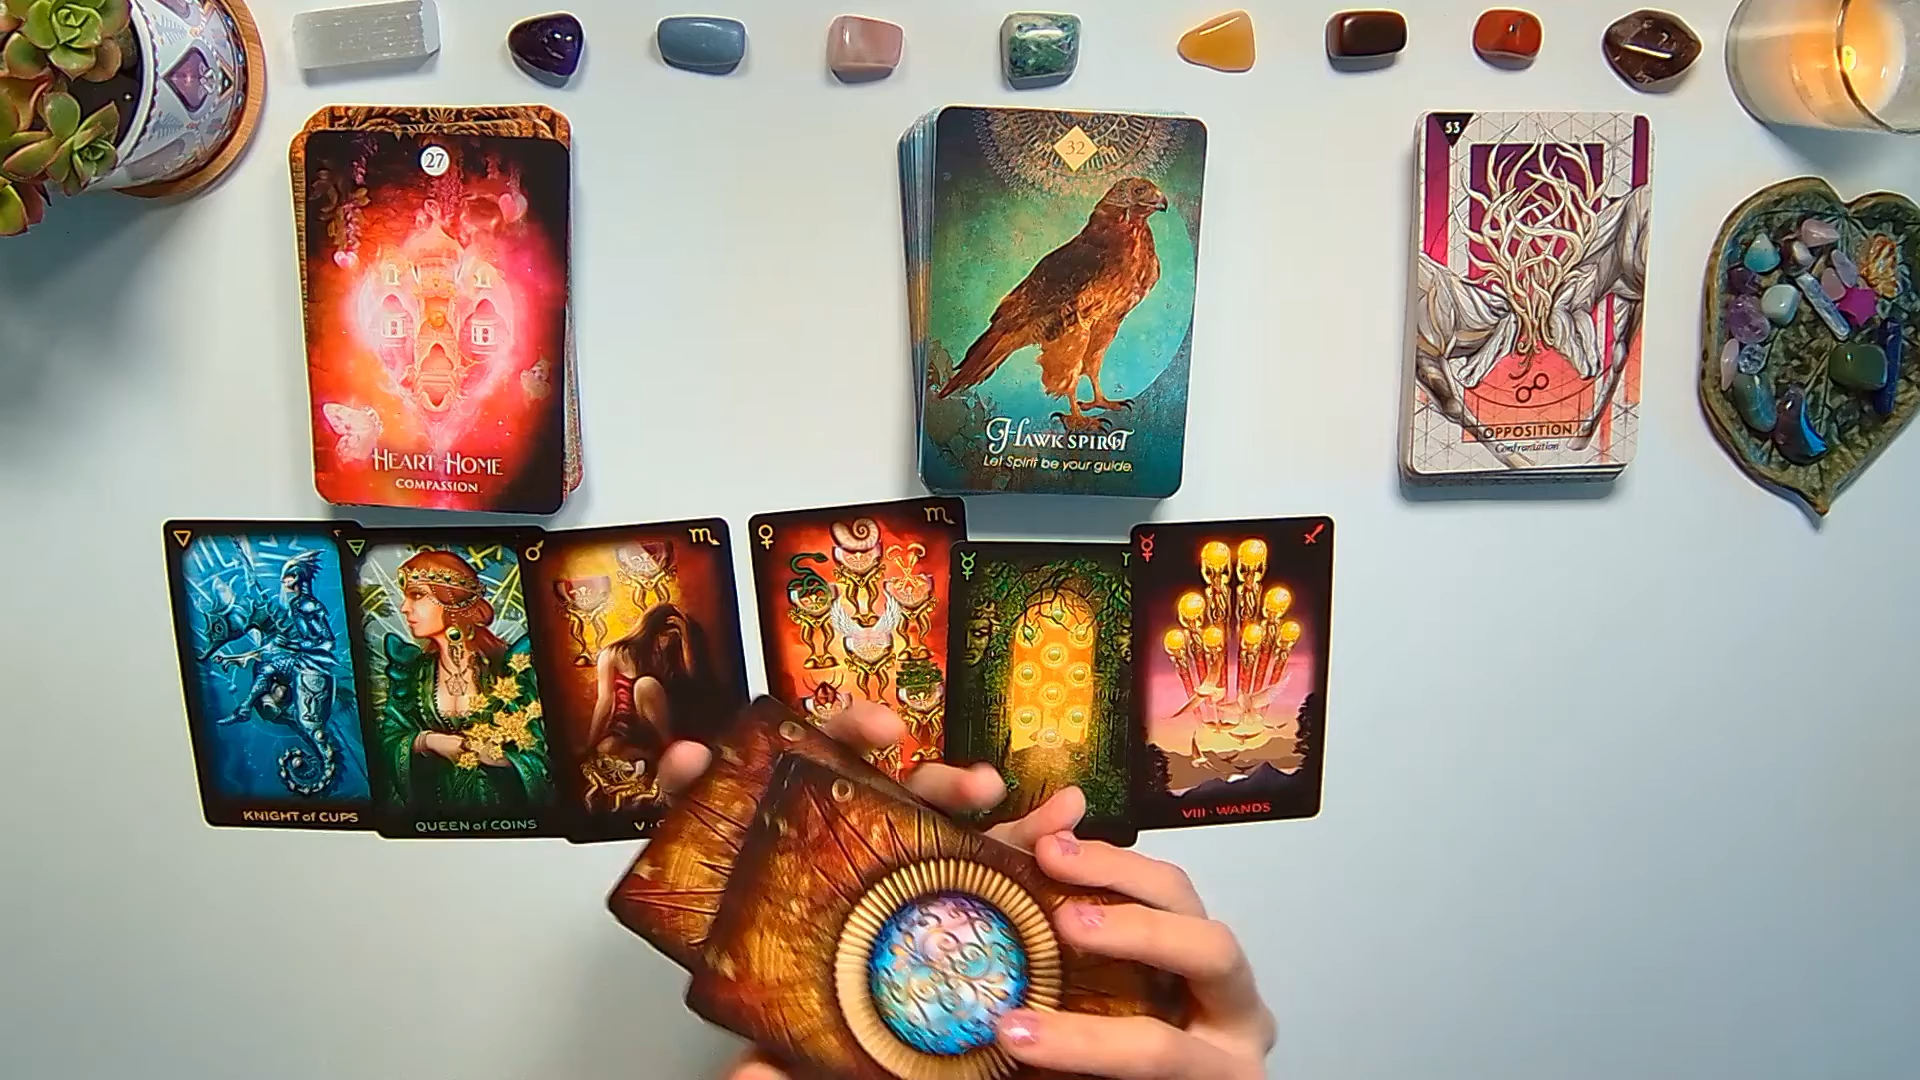 27
HEART HOME
COMPASSION
32
HAWK SPIRIT
Let Spirit be your guide.
53
OPPOSITION
Confrontation
KNIGHT of CUPS
QUEEN of COINS
V · C
VIII · WANDS